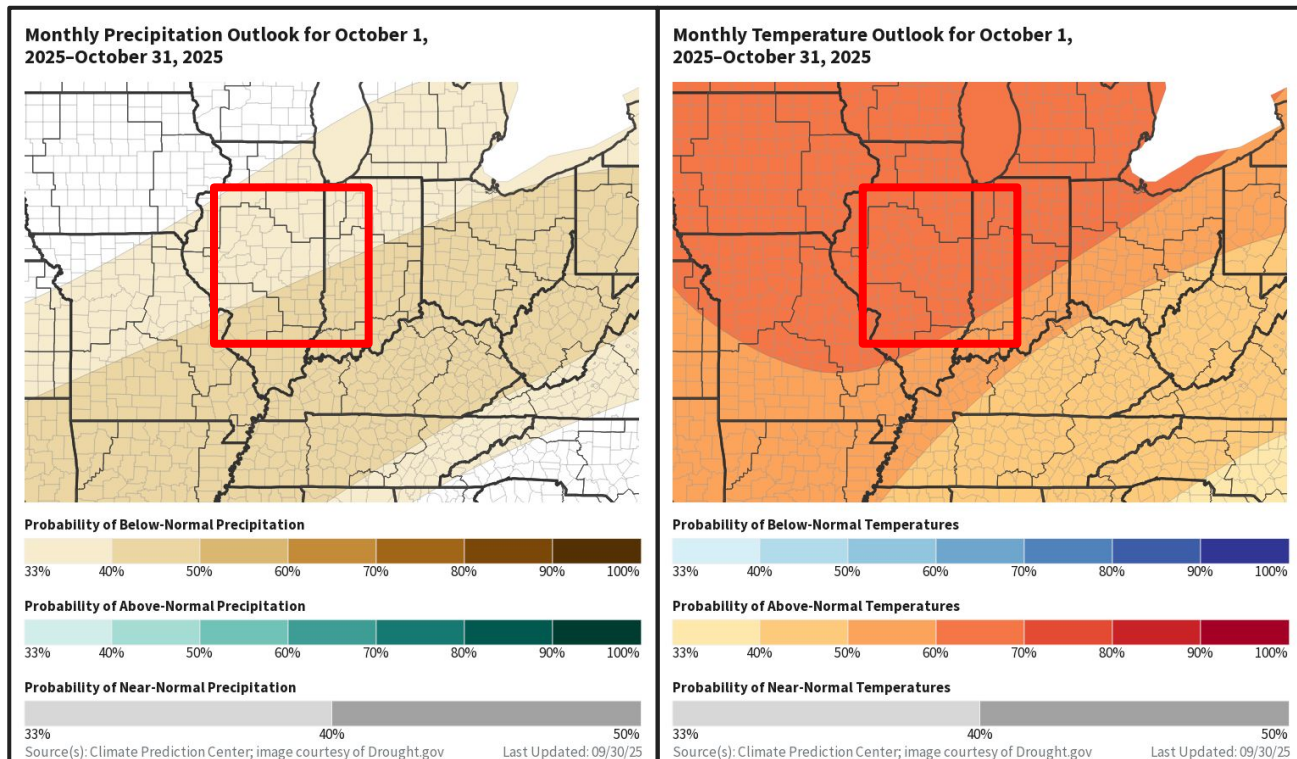 Monthly Precipitation Outlook for October 1,
2025–October 31, 2025
Probability of Below-Normal Precipitation
33% 40% 50% 60% 70% 80% 90% 100%
Probability of Above-Normal Precipitation
33% 40% 50% 60% 70% 80% 90% 100%
Probability of Near-Normal Precipitation
33% 40% 50%
Source(s): Climate Prediction Center; image courtesy of Drought.gov Last Updated: 09/30/25
Monthly Temperature Outlook for October 1,
2025–October 31, 2025
Probability of Below-Normal Temperatures
33% 40% 50% 60% 70% 80% 90% 100%
Probability of Above-Normal Temperatures
33% 40% 50% 60% 70% 80% 90% 100%
Probability of Near-Normal Temperatures
33% 40% 50%
Source(s): Climate Prediction Center; image courtesy of Drought.gov Last Updated: 09/30/25